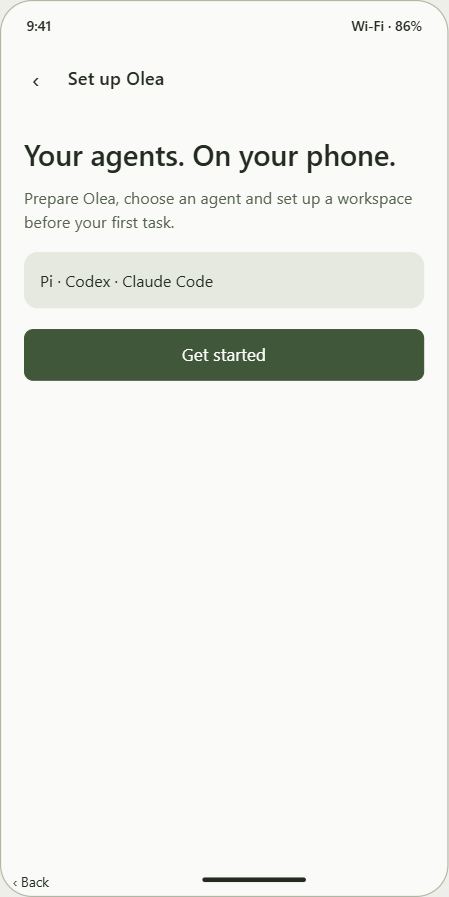 9:41
Wi-Fi · 86%
‹ Set up Olea
Your agents. On your phone.
Prepare Olea, choose an agent and set up a workspace
before your first task.
Pi · Codex · Claude Code
Get started
‹ Back